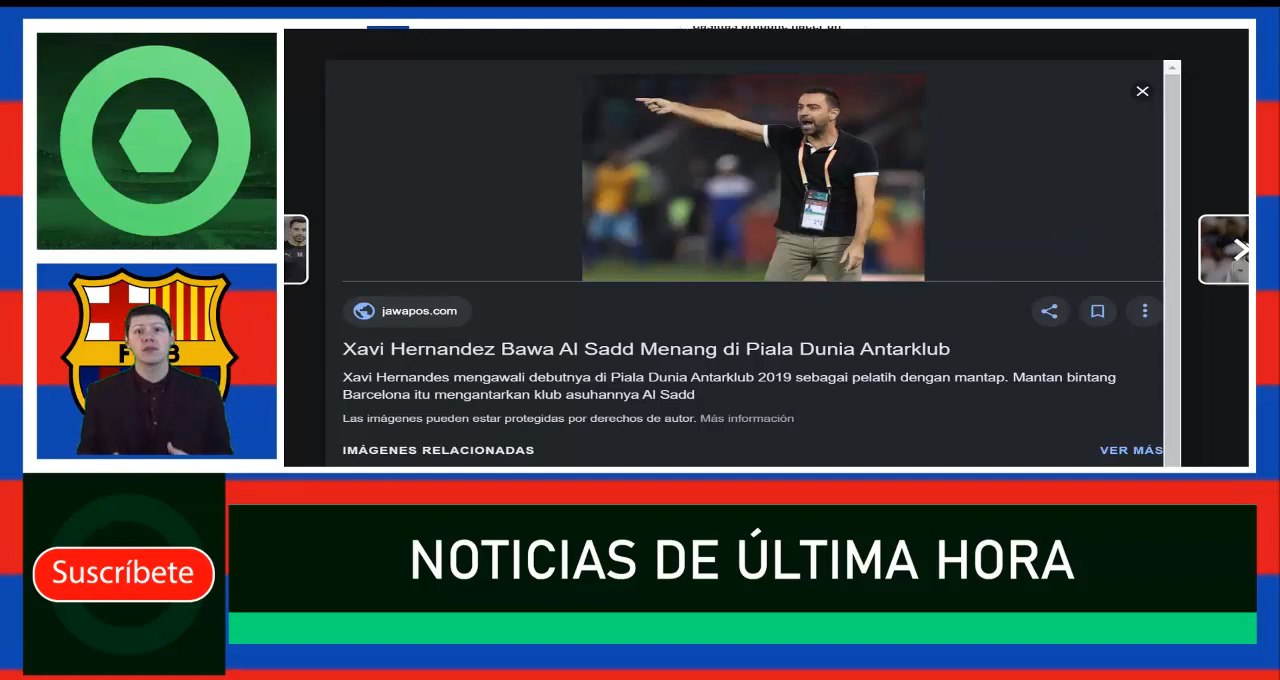 jawapos.com
Xavi Hernandez Bawa Al Sadd Menang di Piala Dunia Antarklub
Xavi Hernandes mengawali debutnya di Piala Dunia Antarklub 2019 sebagai pelatih dengan mantap. Mantan bintang
Barcelona itu mengantarkan klub asuhannya Al Sadd
Las imágenes pueden estar protegidas por derechos de autor. Más información
IMÁGENES RELACIONADAS
VER MÁS
F B
Suscríbete
NOTICIAS DE ÚLTIMA HORA